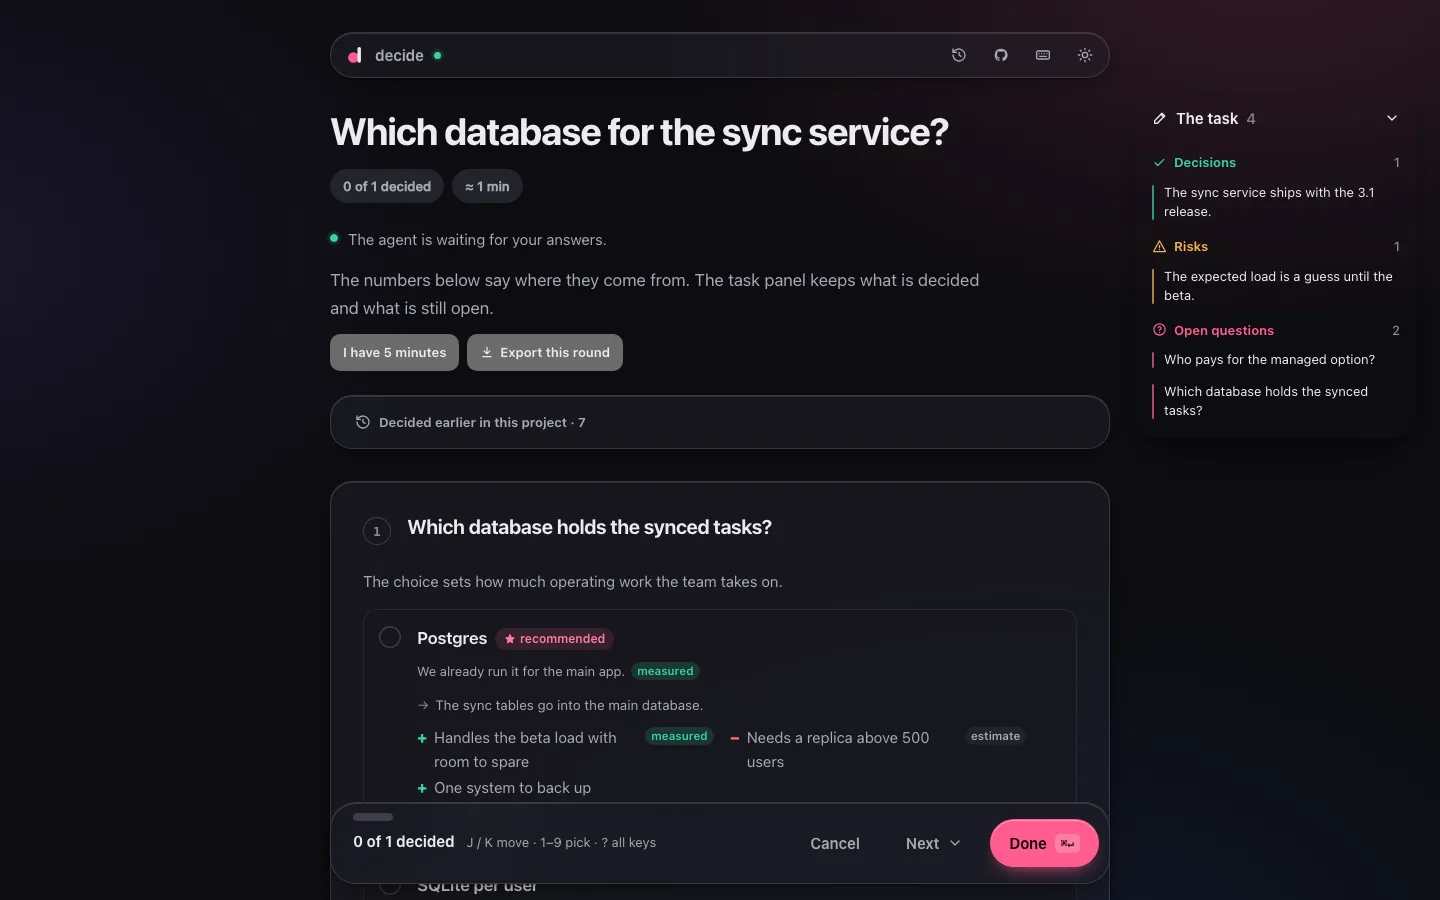 decide
Which database for the sync service?
0 of 1 decided
≈ 1 min
The agent is waiting for your answers.
The numbers below say where they come from. The task panel keeps what is decided
and what is still open.
I have 5 minutes
Export this round
Decided earlier in this project · 7
1
Which database holds the synced tasks?
The choice sets how much operating work the team takes on.
Postgres
recommended
We already run it for the main app.
measured
→ The sync tables go into the main database.
+ Handles the beta load with
room to spare
measured
− Needs a replica above 500
users
estimate
+ One system to back up
SQLite per user
0 of 1 decided
J / K move · 1–9 pick · ? all keys
Cancel
Next
Done
⌘↵
The task 4
Decisions 1
The sync service ships with the 3.1
release.
Risks 1
The expected load is a guess until the
beta.
Open questions 2
Who pays for the managed option?
Which database holds the synced
tasks?